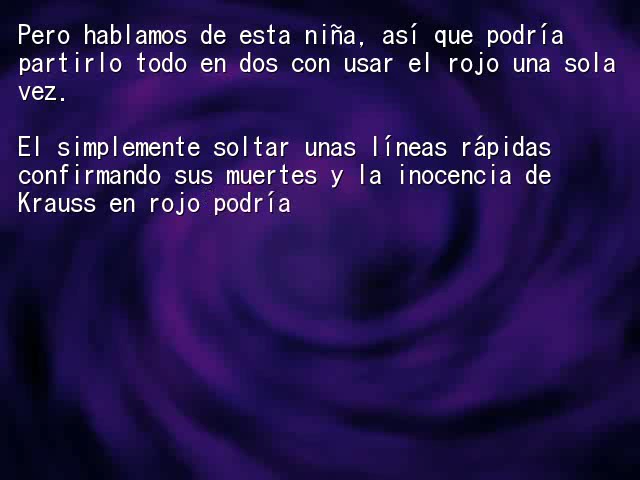 Pero hablamos de esta niña, así que podría
partirlo todo en dos con usar el rojo una sola
vez.
El simplemente soltar unas líneas rápidas
confirmando sus muertes y la inocencia de
Krauss en rojo podría